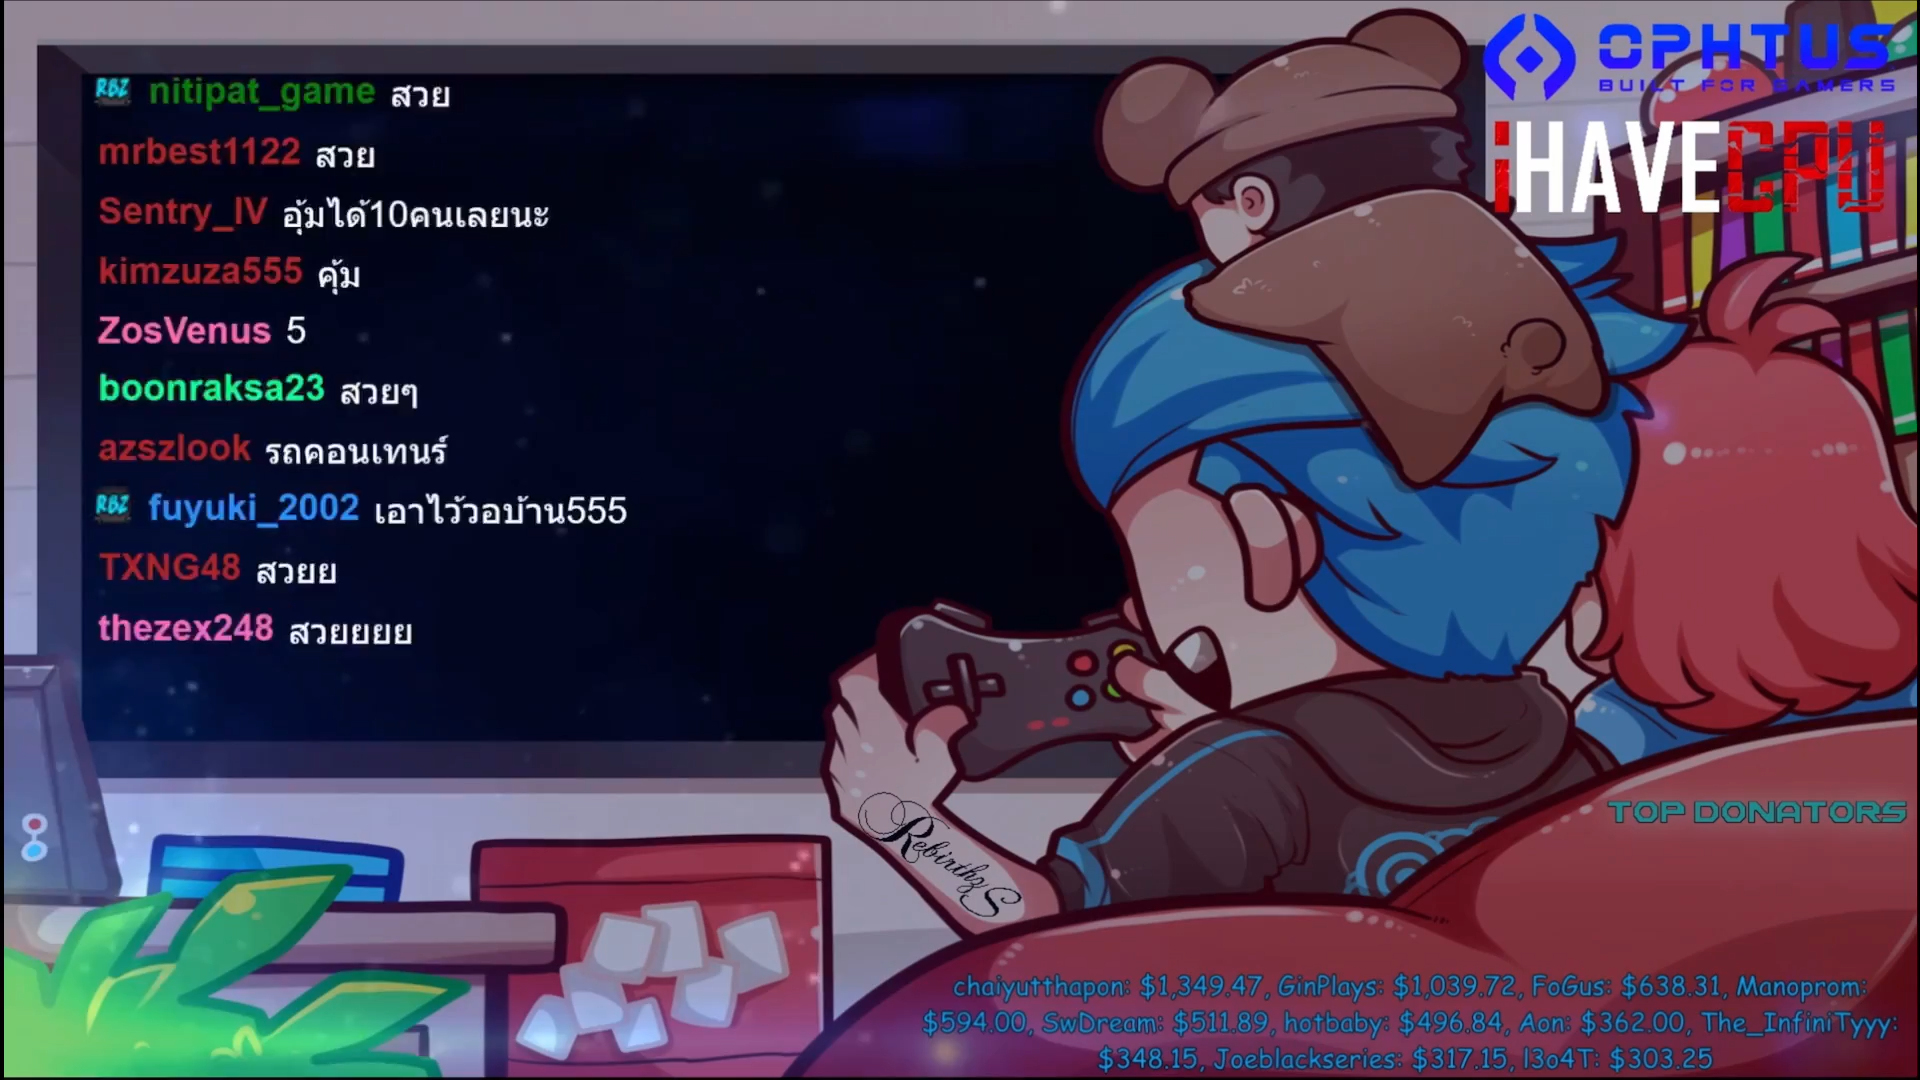 RBZ nitipat_game สวย
mrbest1122 สวย
Sentry_IV อุ้มได้10คนเลยนะ
kimzuza555 คุ้ม
ZosVenus 5
boonraksa23 สวยๆ
azszlook รถคอนเทนร์
RBZ fuyuki_2002 เอาไว้วอบ้าน555
TXNG48 สวยย
thezex248 สวยยยย
OPHTUS
BUILT FOR GAMERS
iHAVECPU
RebirthzS
TOP DONATORS
chaiyutthapon: $1,349.47, GinPlays: $1,039.72, FoGus: $638.31, Manoprom:
$594.00, SwDream: $511.89, hotbaby: $496.84, Aon: $362.00, The_InfiniTyyy:
$348.15, Joeblackseries: $317.15, l3o4T: $303.25